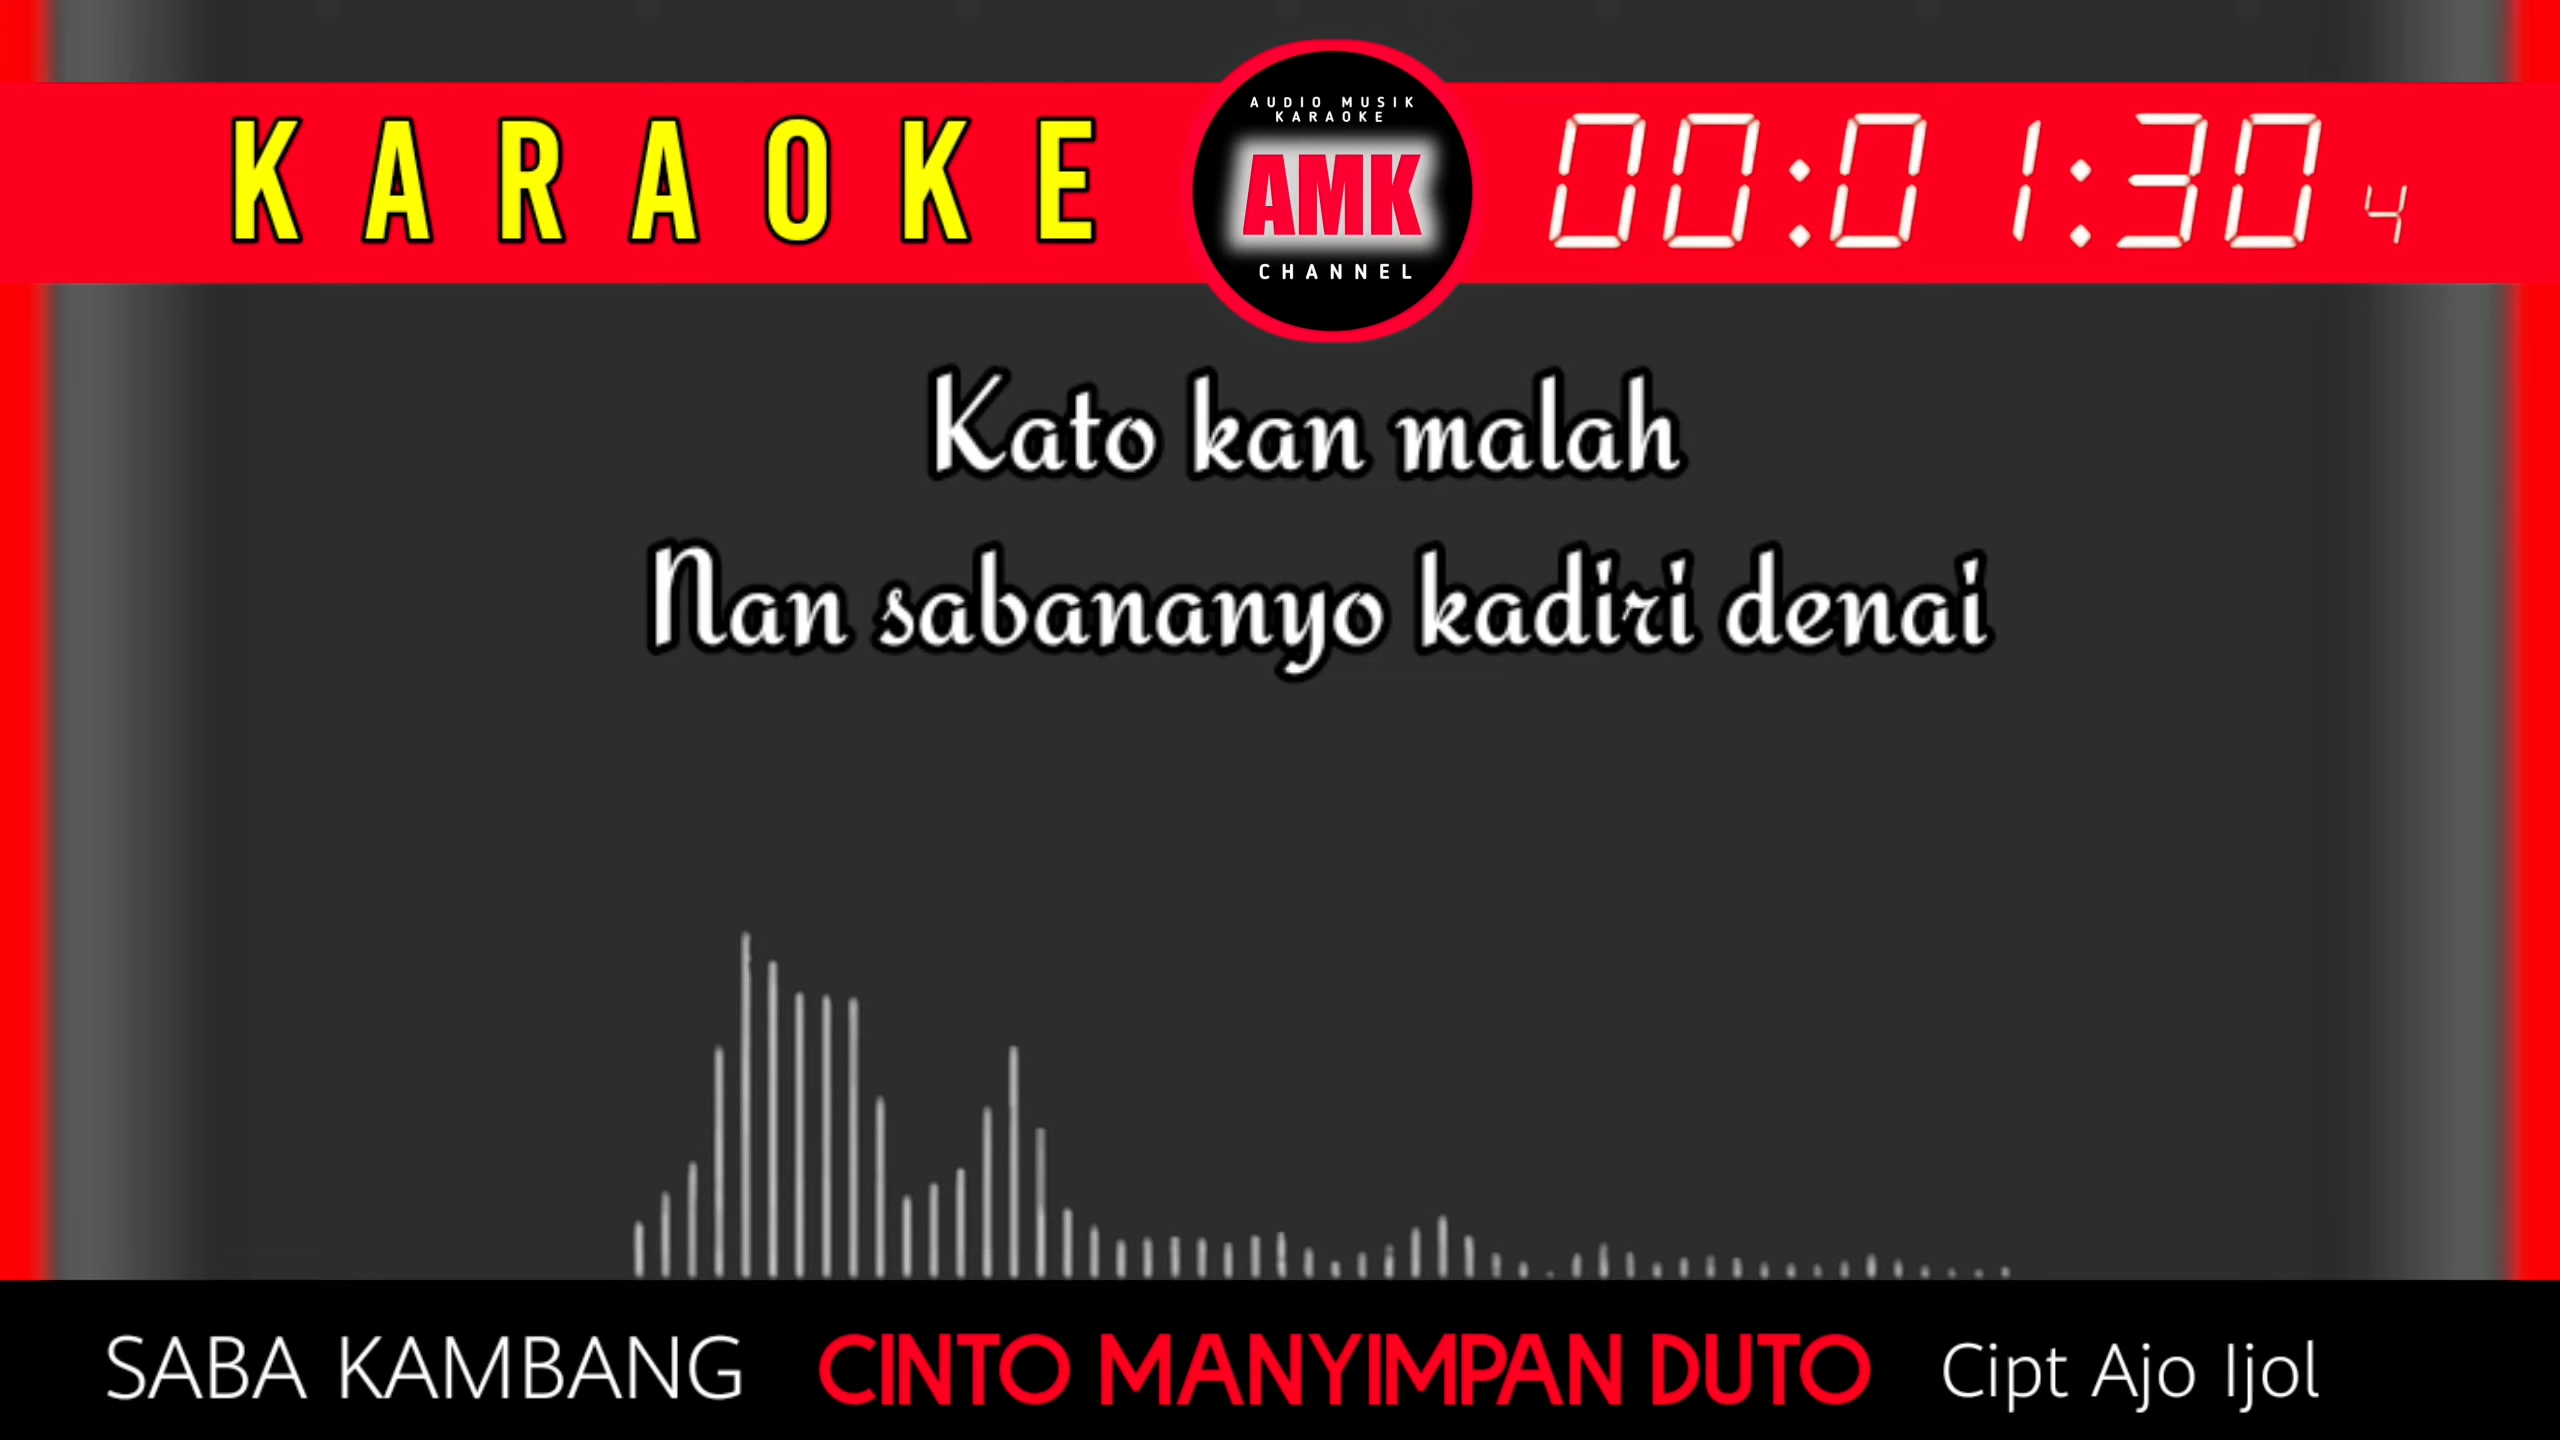 KARAOKE
AUDIO MUSIK
KARAOKE
AMK
CHANNEL
00:01:30 4
Kato kan malah
Nan sabananyo kadiri denai
SABA KAMBANG CINTO MANYIMPAN DUTO Cipt Ajo Ijol